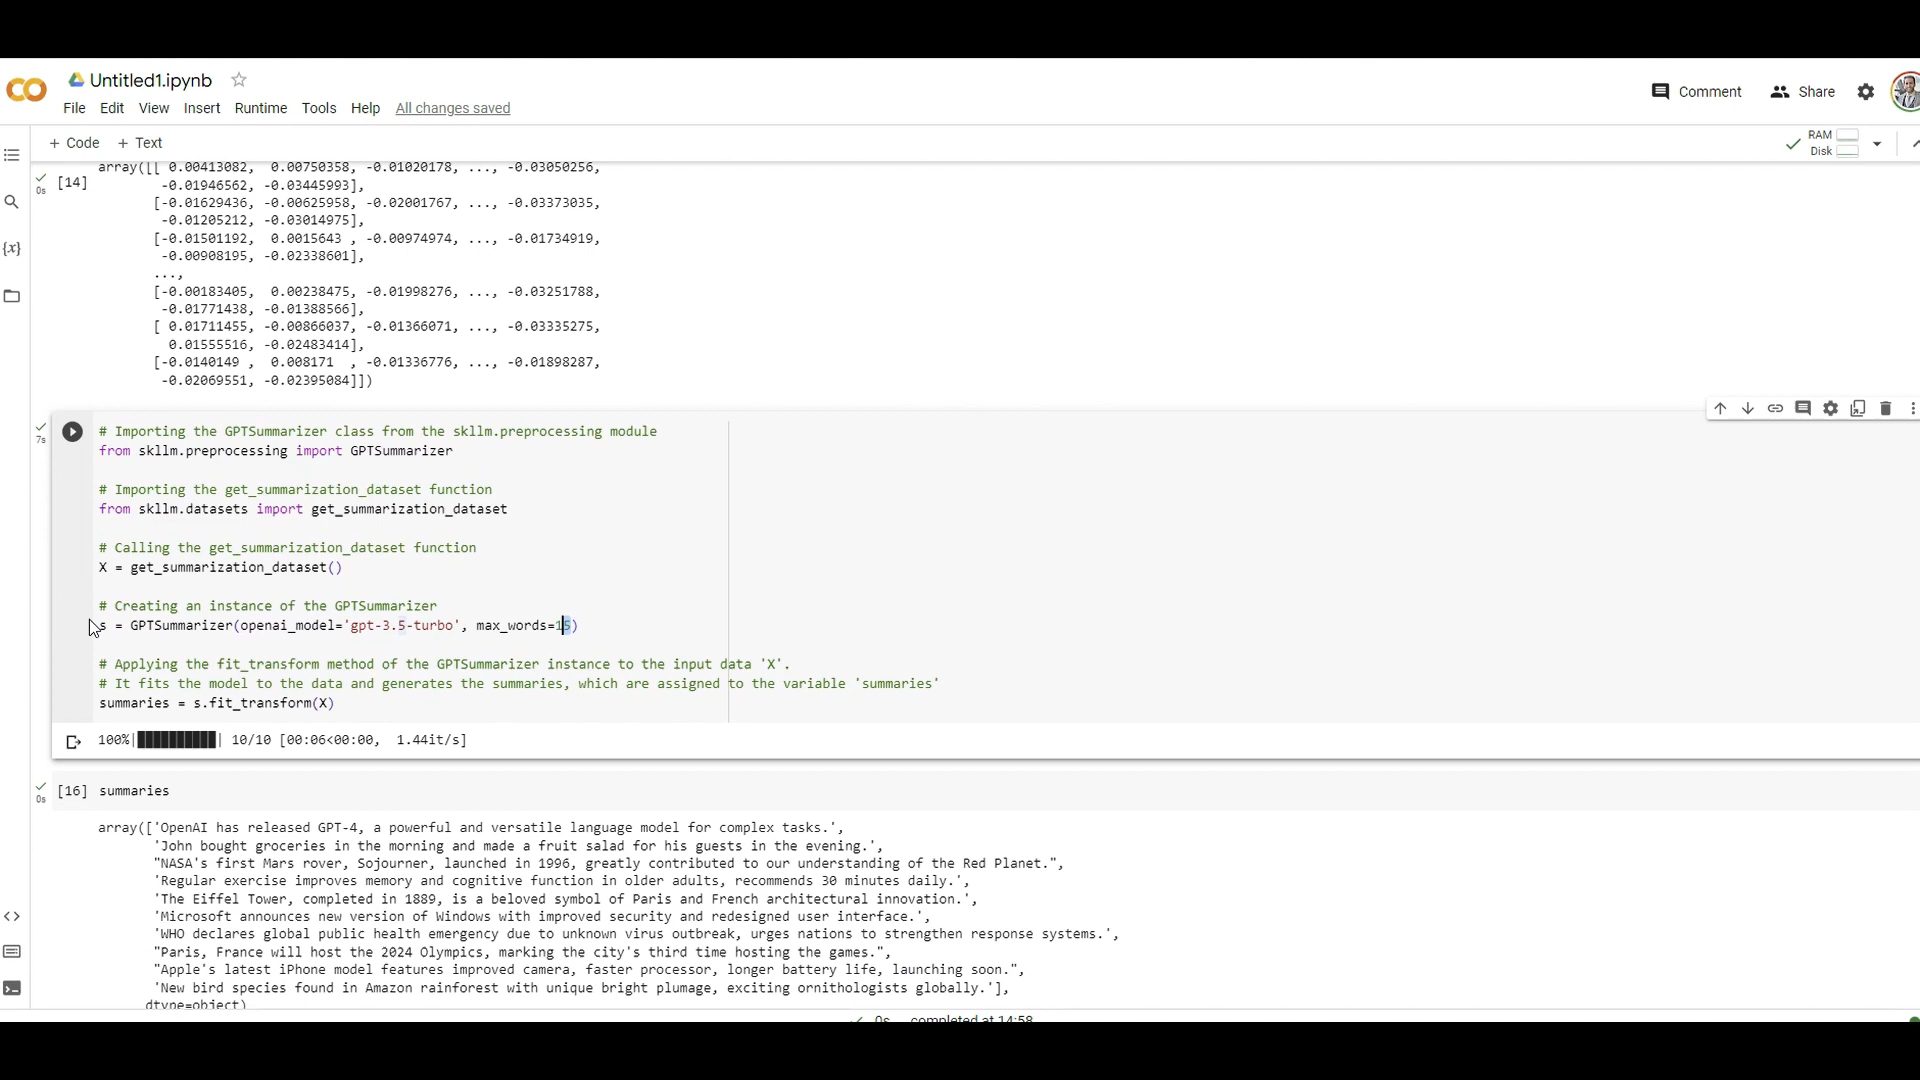 Untitled1.ipynb
File Edit View Insert Runtime Tools Help All changes saved
Comment Share
+ Code + Text
RAM
Disk
[14]
0s
array([[ 0.00413082,  0.00750358, -0.01020178, ..., -0.03050256,
-0.01946562, -0.03445993],
[-0.01629436, -0.00625958, -0.02001767, ..., -0.03373035,
-0.01205212, -0.03014975],
[-0.01501192,  0.0015643 , -0.00974974, ..., -0.01734919,
-0.00908195, -0.02338601],
...,
[-0.00183405,  0.00238475, -0.01998276, ..., -0.03251788,
-0.01771438, -0.01388566],
[ 0.01711455, -0.00866037, -0.01366071, ..., -0.03335275,
0.01555516, -0.02483414],
[-0.0140149 ,  0.008171  , -0.01336776, ..., -0.01898287,
-0.02069551, -0.02395084]])
7s
# Importing the GPTSummarizer class from the skllm.preprocessing module
from skllm.preprocessing import GPTSummarizer
# Importing the get_summarization_dataset function
from skllm.datasets import get_summarization_dataset
# Calling the get_summarization_dataset function
X = get_summarization_dataset()
# Creating an instance of the GPTSummarizer
s = GPTSummarizer(openai_model='gpt-3.5-turbo', max_words=15)
# Applying the fit_transform method of the GPTSummarizer instance to the input data 'X'.
# It fits the model to the data and generates the summaries, which are assigned to the variable 'summaries'
summaries = s.fit_transform(X)
100%|██████████| 10/10 [00:06<00:00,  1.44it/s]
0s
[16] summaries
array(['OpenAI has released GPT-4, a powerful and versatile language model for complex tasks.',
'John bought groceries in the morning and made a fruit salad for his guests in the evening.',
"NASA's first Mars rover, Sojourner, launched in 1996, greatly contributed to our understanding of the Red Planet.",
'Regular exercise improves memory and cognitive function in older adults, recommends 30 minutes daily.',
'The Eiffel Tower, completed in 1889, is a beloved symbol of Paris and French architectural innovation.',
'Microsoft announces new version of Windows with improved security and redesigned user interface.',
'WHO declares global public health emergency due to unknown virus outbreak, urges nations to strengthen response systems.',
"Paris, France will host the 2024 Olympics, marking the city's third time hosting the games.",
"Apple's latest iPhone model features improved camera, faster processor, longer battery life, launching soon.",
'New bird species found in Amazon rainforest with unique bright plumage, exciting ornithologists globally.'],
dtype=object)
0s completed at 14:58